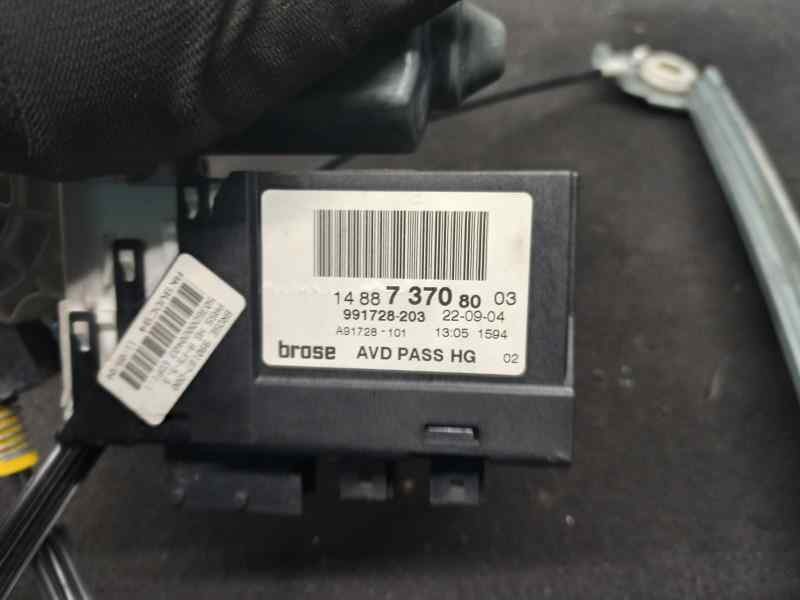 14 88 7 370 80 03
991728-203 22-09-04
A91728-101 13:05 1594
brose AVD PASS HG 02